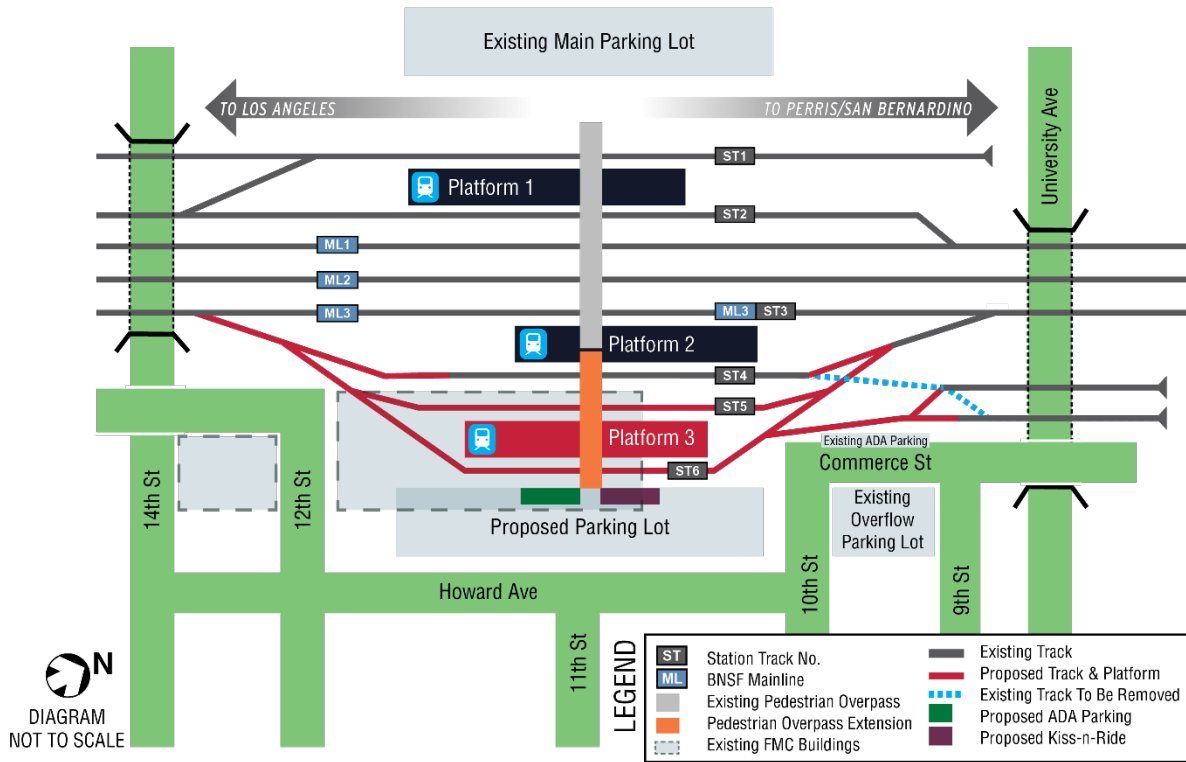 Existing Main Parking Lot
TO LOS ANGELES
TO PERRIS/SAN BERNARDINO
University Ave
ST1
Platform 1
ST2
ML1
ML2
ML3
ML3 ST3
Platform 2
ST4
ST5
Platform 3
ST6
Existing ADA Parking
Commerce St
14th St
12th St
Proposed Parking Lot
Existing
Overflow
Parking Lot
10th St
9th St
Howard Ave
11th St
N
DIAGRAM
NOT TO SCALE
LEGEND
ST Station Track No.
ML BNSF Mainline
Existing Pedestrian Overpass
Pedestrian Overpass Extension
Existing FMC Buildings
Existing Track
Proposed Track & Platform
Existing Track To Be Removed
Proposed ADA Parking
Proposed Kiss-n-Ride